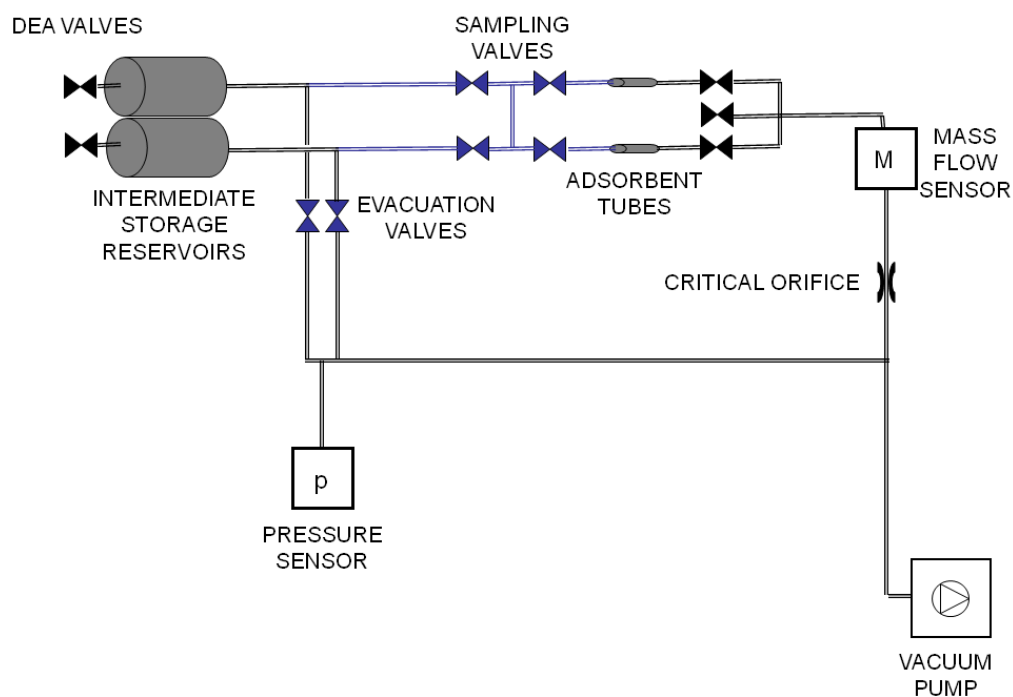 DEA VALVES
SAMPLING
VALVES
INTERMEDIATE
STORAGE
RESERVOIRS
EVACUATION
VALVES
ADSORBENT
TUBES
M
MASS
FLOW
SENSOR
CRITICAL ORIFICE
p
PRESSURE
SENSOR
VACUUM
PUMP